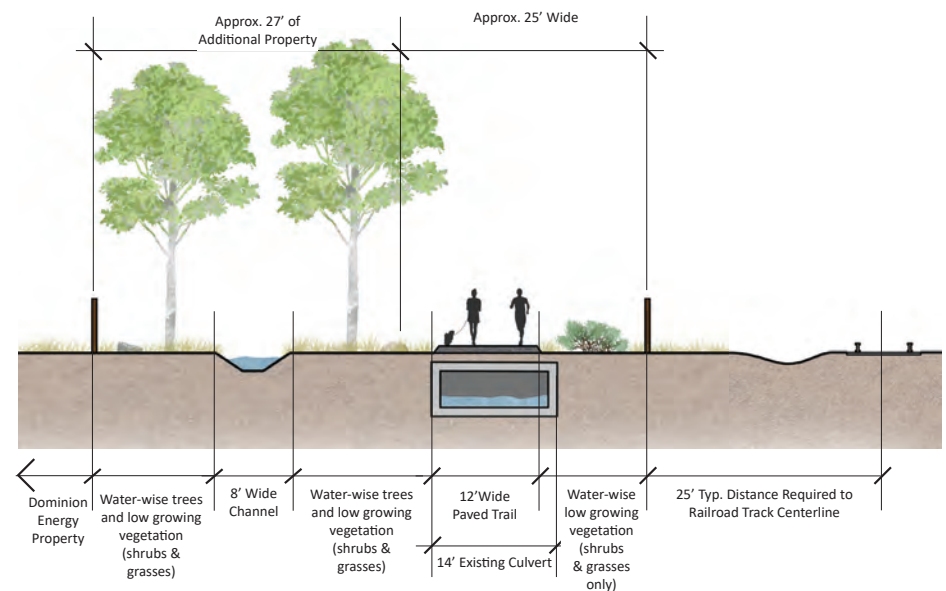 Approx. 27’ of
Additional Property
Approx. 25’ Wide
Dominion
Energy
Property
Water-wise trees
and low growing
vegetation
(shrubs &
grasses)
8’ Wide
Channel
Water-wise trees
and low growing
vegetation
(shrubs &
grasses)
12’Wide
Paved Trail
14’ Existing Culvert
Water-wise
low growing
vegetation
(shrubs
& grasses
only)
25’ Typ. Distance Required to
Railroad Track Centerline